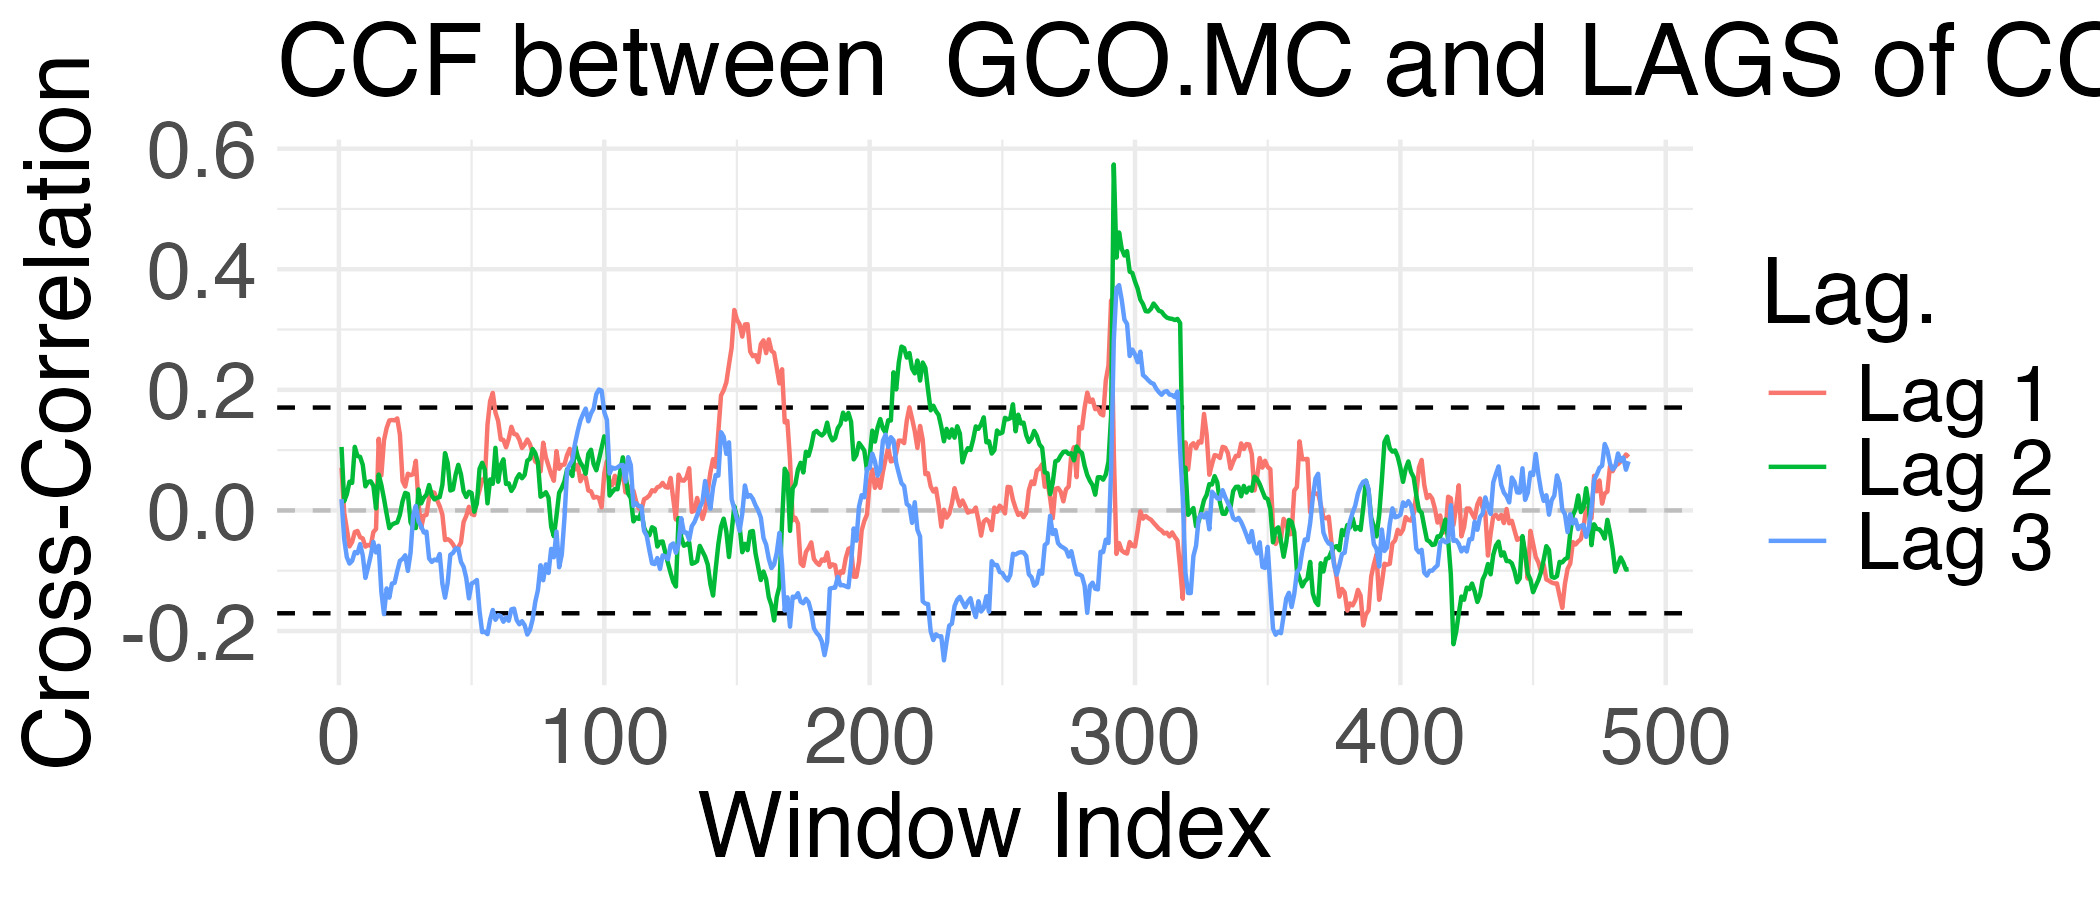 CCF between  GCO.MC and LAGS of CC
Cross-Correlation
0.6
0.4
0.2
0.0
-0.2
0
100
200
300
400
500
Window Index
Lag.
Lag 1
Lag 2
Lag 3